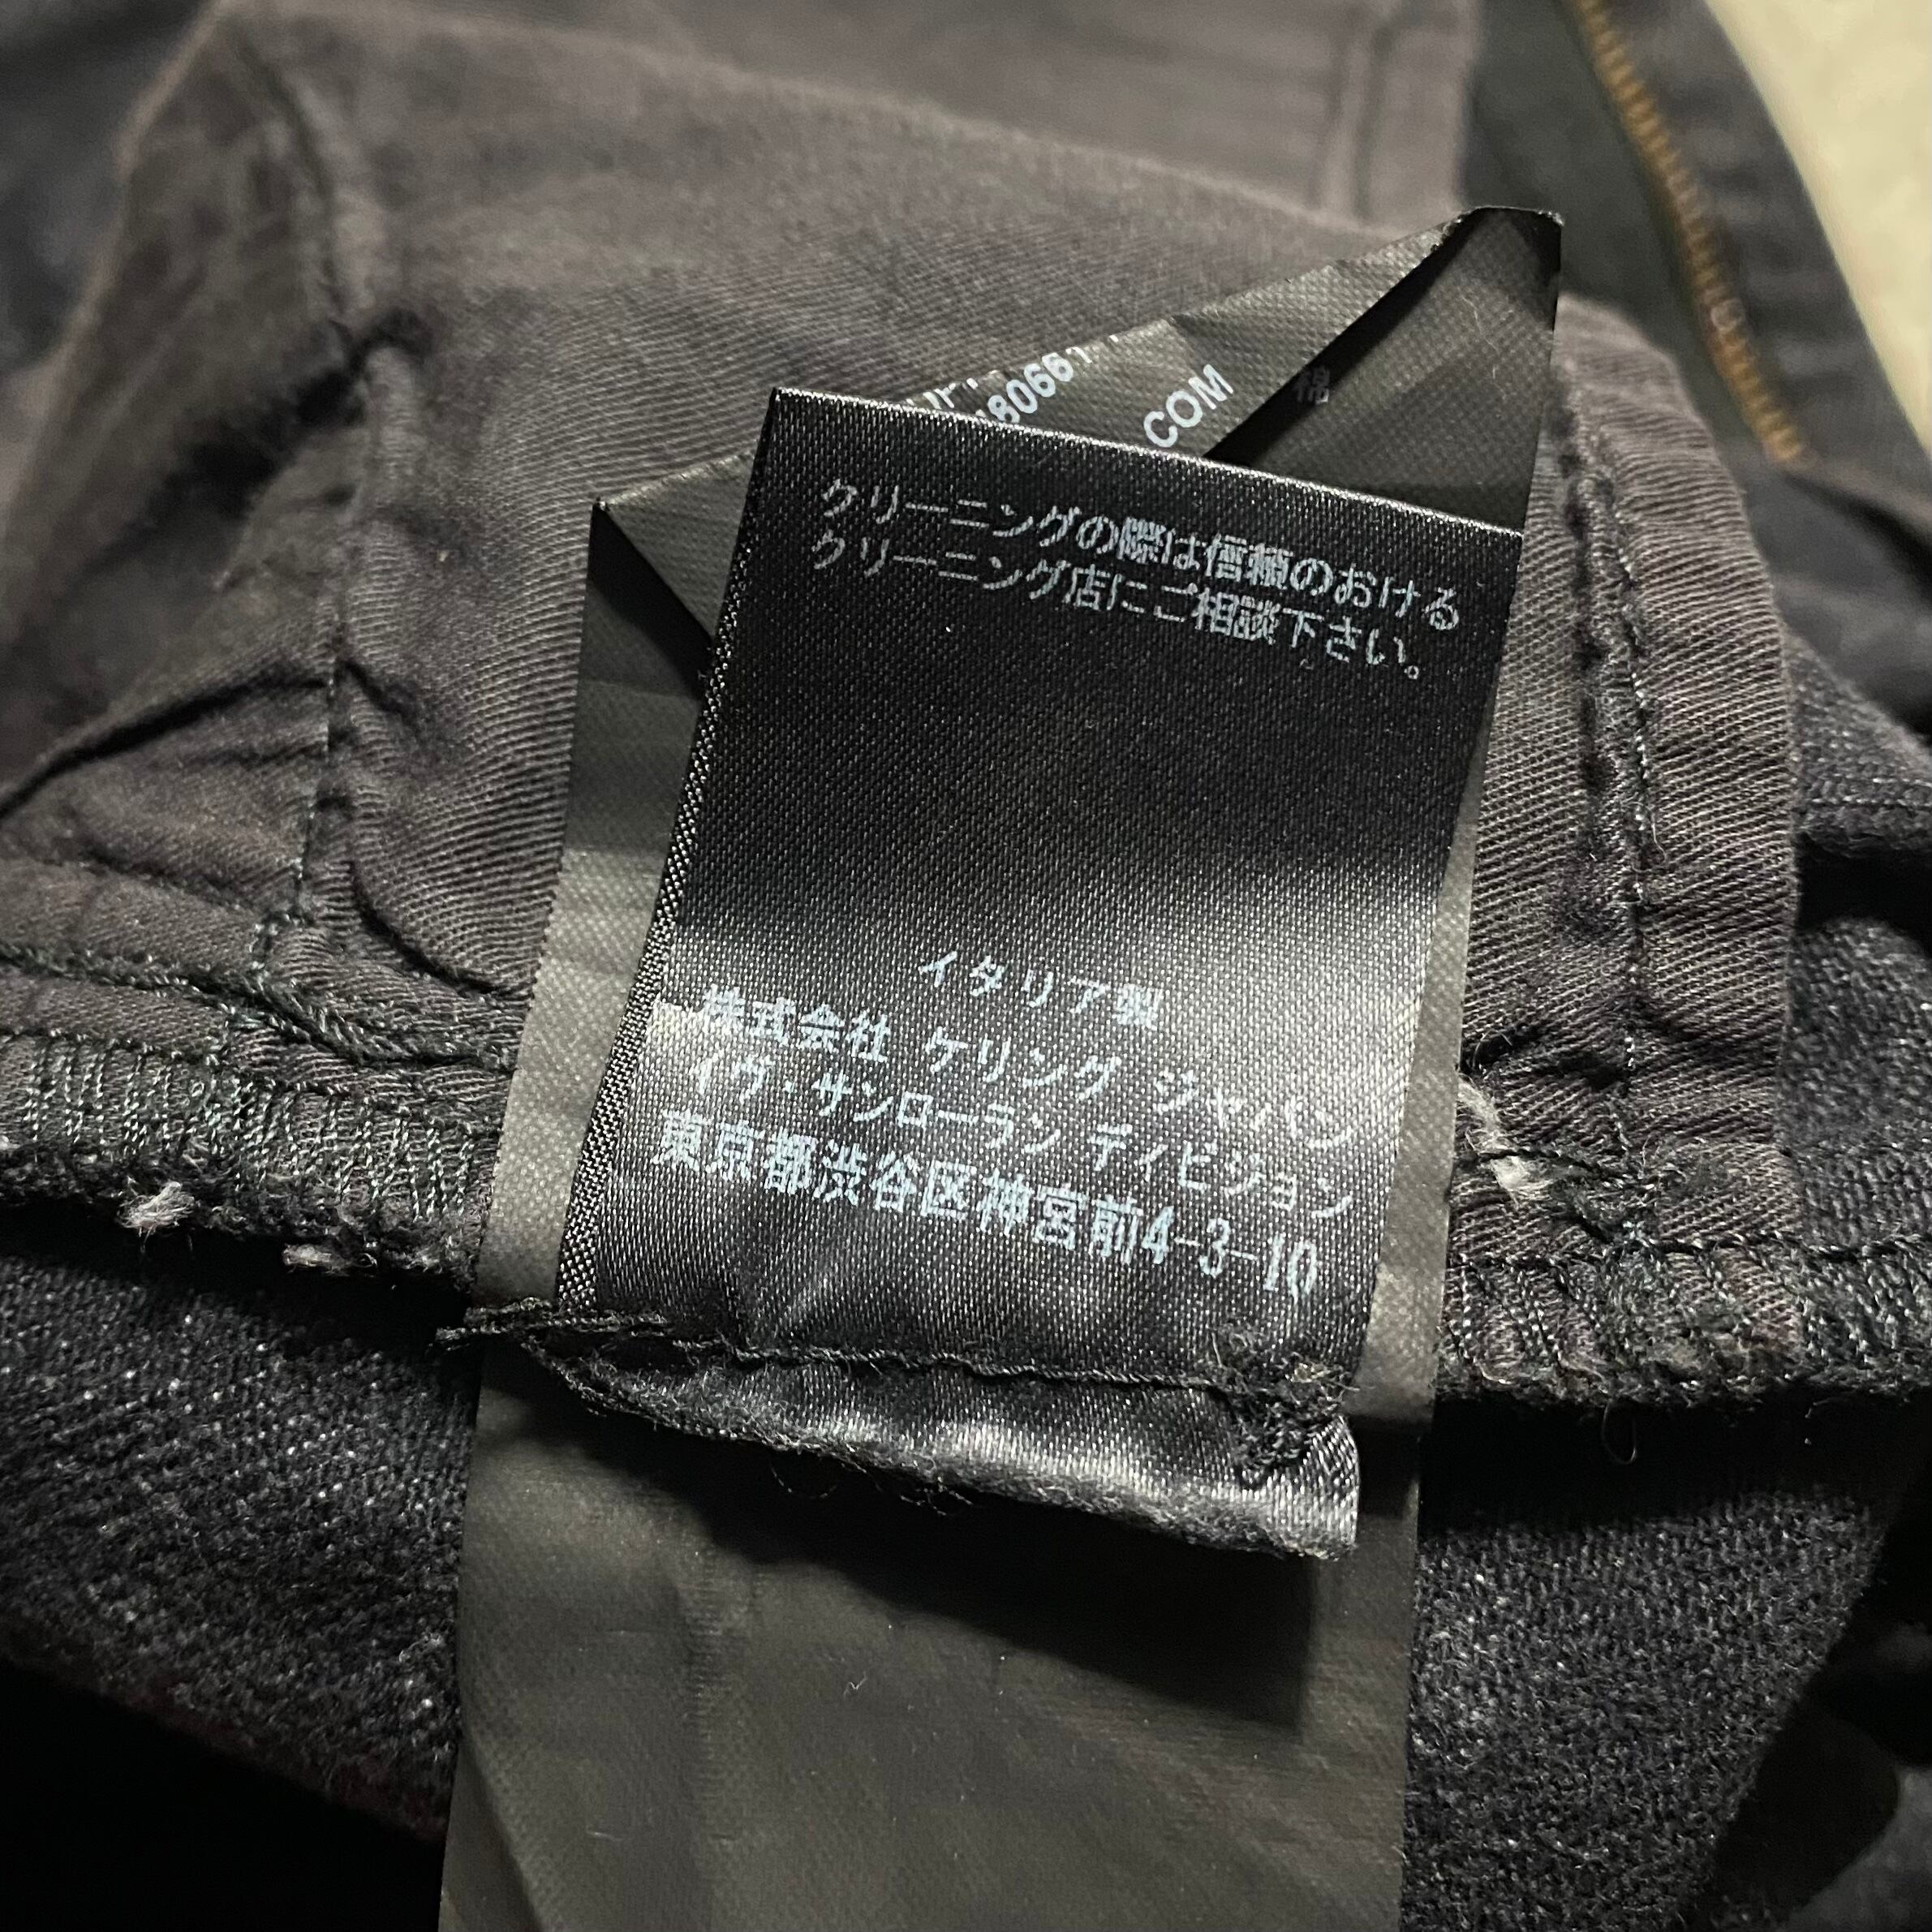 COM
棉
クリーニングの際は信頼のおける
クリーニング店にご相談下さい。
イタリア製
株式会社 ケリング ジャパン
イヴ・サンローラン ディビジョン
東京都渋谷区神宮前4-3-10